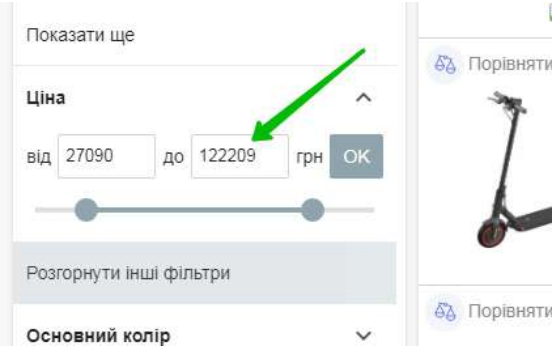 Показати ще
Порівняти
Ціна
від 27090 до 122209 грн OK
Розгорнути інші фільтри
Порівняти
Основний колір